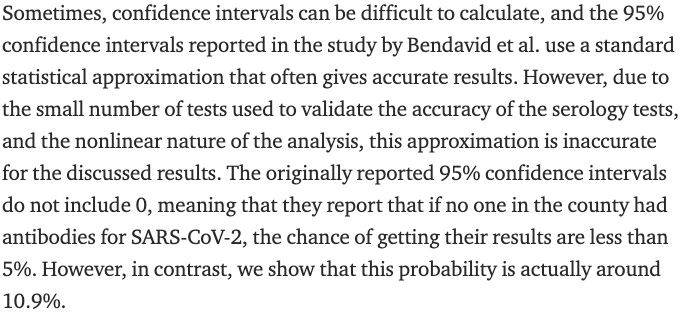 Sometimes, confidence intervals can be difficult to calculate, and the 95%
confidence intervals reported in the study by Bendavid et al. use a standard
statistical approximation that often gives accurate results. However, due to
the small number of tests used to validate the accuracy of the serology tests,
and the nonlinear nature of the analysis, this approximation is inaccurate
for the discussed results. The originally reported 95% confidence intervals
do not include 0, meaning that they report that if no one in the county had
antibodies for SARS-CoV-2, the chance of getting their results are less than
5%. However, in contrast, we show that this probability is actually around
10.9%.